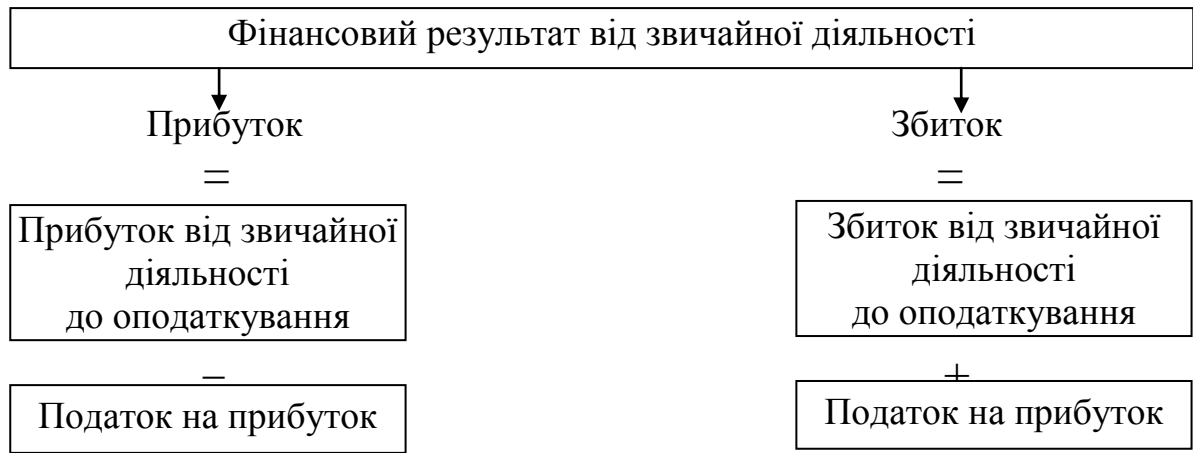 Фінансовий результат від звичайної діяльності
Прибуток
=
Прибуток від звичайної
діяльності
до оподаткування
–
Податок на прибуток
Збиток
=
Збиток від звичайної
діяльності
до оподаткування
+
Податок на прибуток